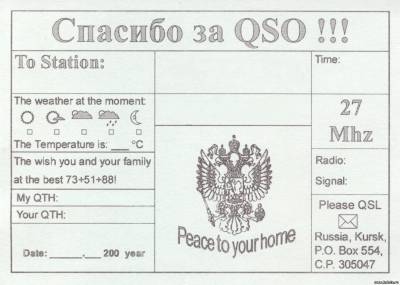 Спасибо за QSO !!!
To Station:
Time:
The weather at the moment:
The Temperature is: ___ °C
The wish you and your family
at the best 73+51+88!
My QTH:
Your QTH:
Date: _____._____ 200 year
Peace to your home
27
Mhz
Radio:
Signal:
Please QSL
Russia, Kursk,
P.O. Box 554,
C.P. 305047